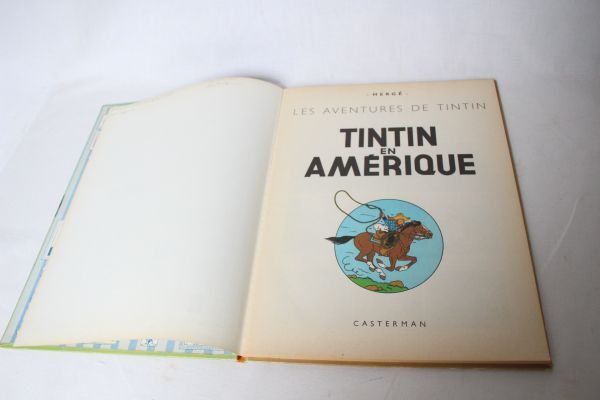 - HERGÉ -
LES AVENTURES DE TINTIN
TINTIN
EN
AMÉRIQUE
CASTERMAN